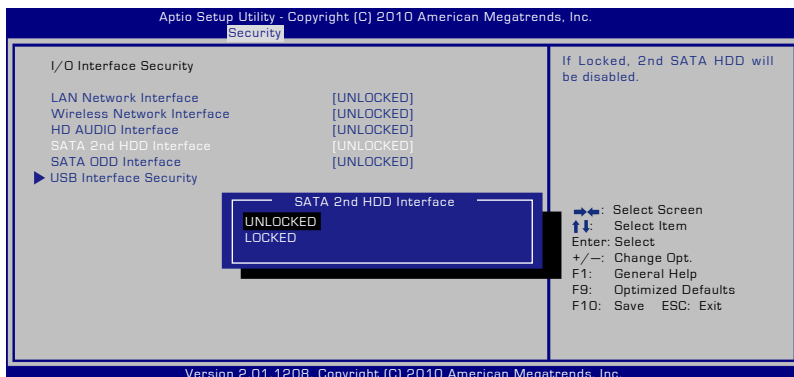 Aptio Setup Utility - Copyright (C) 2010 American Megatrends, Inc.
Security
I/O Interface Security
LAN Network Interface [UNLOCKED]
Wireless Network Interface [UNLOCKED]
HD AUDIO Interface [UNLOCKED]
SATA 2nd HDD Interface [UNLOCKED]
SATA ODD Interface [UNLOCKED]
USB Interface Security
SATA 2nd HDD Interface
UNLOCKED
LOCKED
If Locked, 2nd SATA HDD will
be disabled.
→←: Select Screen
↑↓: Select Item
Enter: Select
+/—: Change Opt.
F1: General Help
F9: Optimized Defaults
F10: Save ESC: Exit
Version 2.01.1208. Copyright (C) 2010 American Megatrends, Inc.